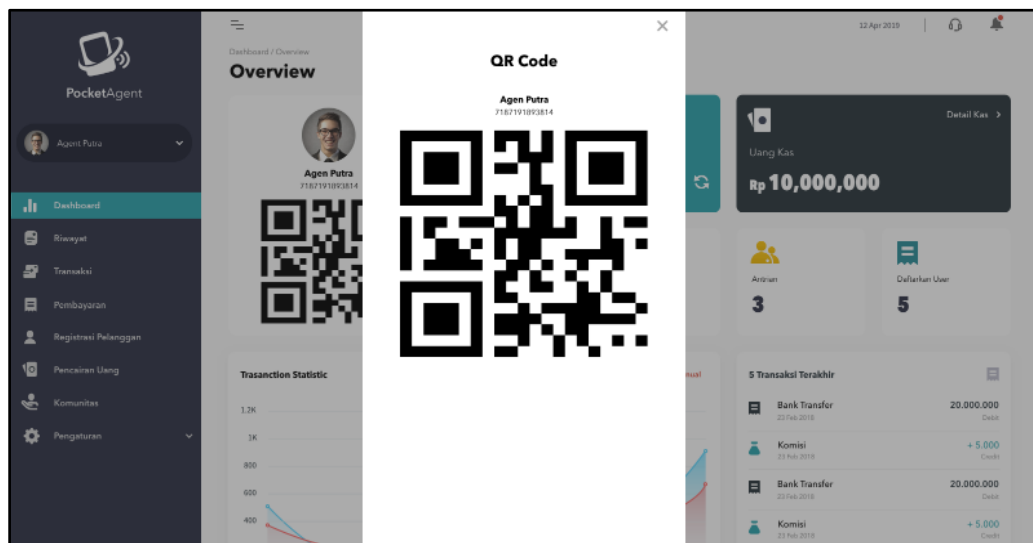 PocketAgent
Agent Putra
Dashboard
Riwayat
Transaksi
Pembayaran
Registrasi Pelanggan
Pencairan Uang
Komunitas
Pengaturan
12 Apr 2019
Dashboard / Overview
Overview
Agen Putra
7187191893814
QR Code
Agen Putra
7187191893814
Detail Kas >
Uang Kas
Rp 10,000,000
Antrian
3
Daftarkan User
5
Trasanction Statistic
1.2K
1K
800
600
400
5 Transaksi Terakhir
Bank Transfer
20.000.000
23 Feb 2018
Debit
Komisi
+ 5.000
23 Feb 2018
Credit
Bank Transfer
20.000.000
23 Feb 2018
Debit
Komisi
+ 5.000
23 Feb 2018
Credit